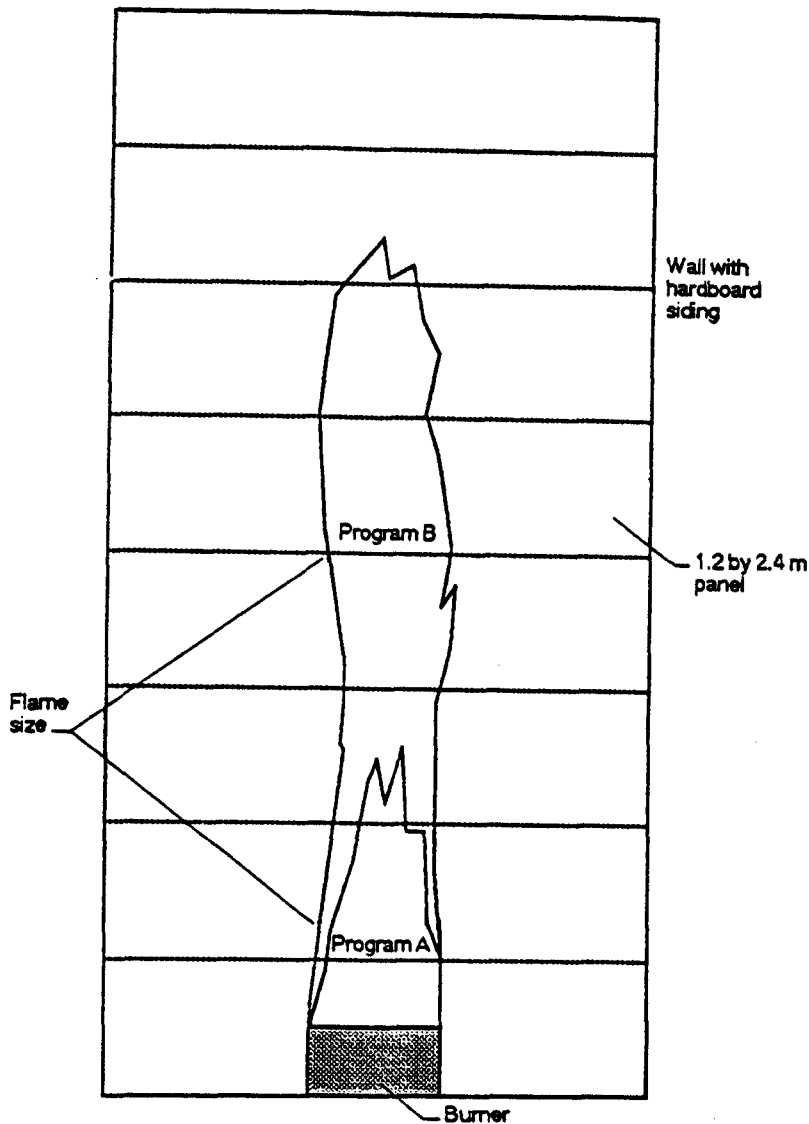 Wall with
hardboard
siding
Program B
1.2 by 2.4 m
panel
Flame
size
Program A
Burner